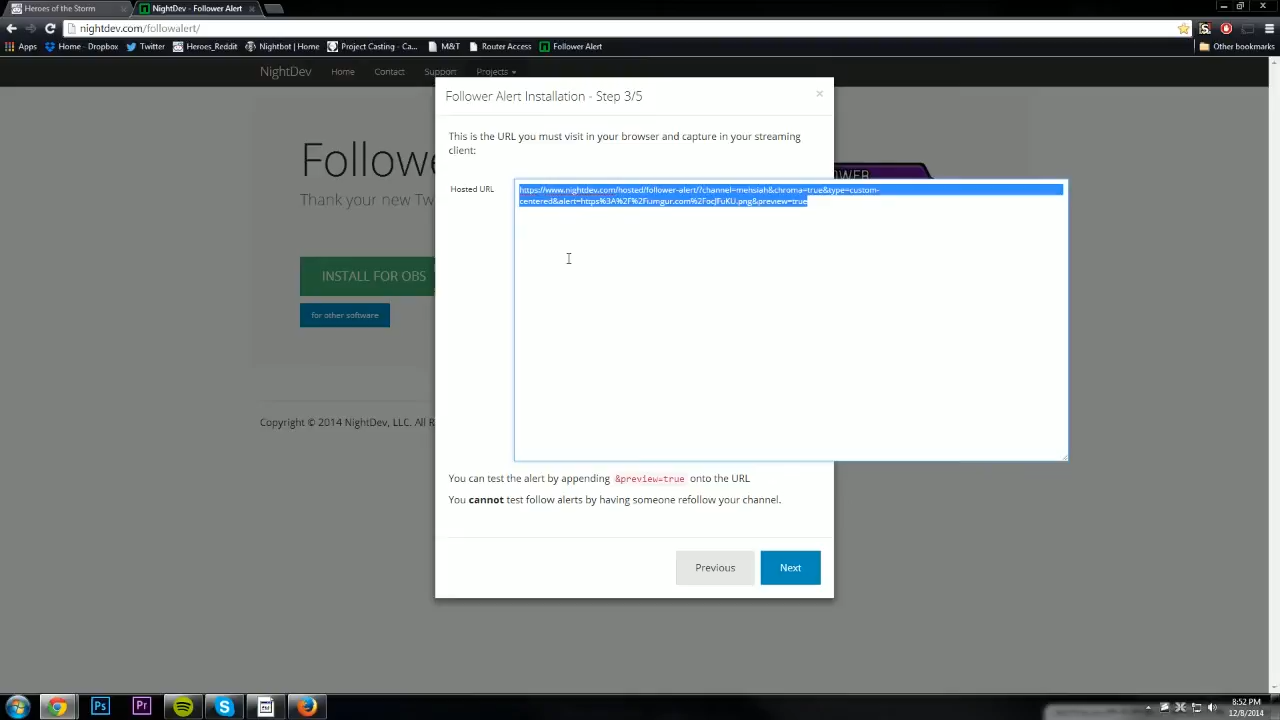 Heroes of the Storm
NightDev - Follower Alert
nightdev.com/followalert/
Apps
Home - Dropbox
Twitter
Heroes_Reddit
Nightbot | Home
Project Casting - Ca...
M&T
Router Access
Follower Alert
Other bookmarks
NightDev
Home
Contact
Support
Projects
Follower Alert Installation - Step 3/5
×
This is the URL you must visit in your browser and capture in your streaming
client:
Followe
Thank your new Tw
Hosted URL
https://www.nightdev.com/hosted/follower-alert/?channel=mehsiah&chroma=true&type=custom-
centered&alert=https%3A%2F%2Fi.imgur.com%2FocJFuKU.png&preview=true
INSTALL FOR OBS
for other software
Copyright © 2014 NightDev, LLC. All R
You can test the alert by appending &preview=true onto the URL
You cannot test follow alerts by having someone refollow your channel.
Previous
Next
Ps
Pr
8:52 PM
12/8/2014